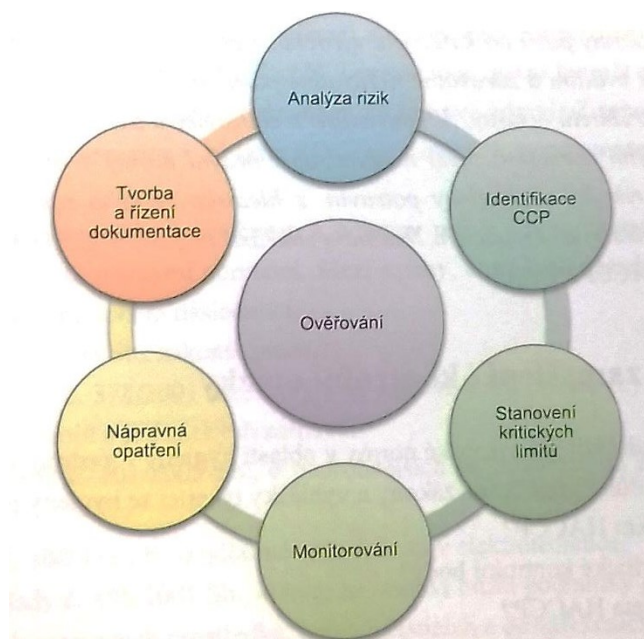 Analýza rizik
Identifikace
CCP
Stanovení
kritických
limitů
Monitorování
Nápravná
opatření
Tvorba
a řízení
dokumentace
Ověřování